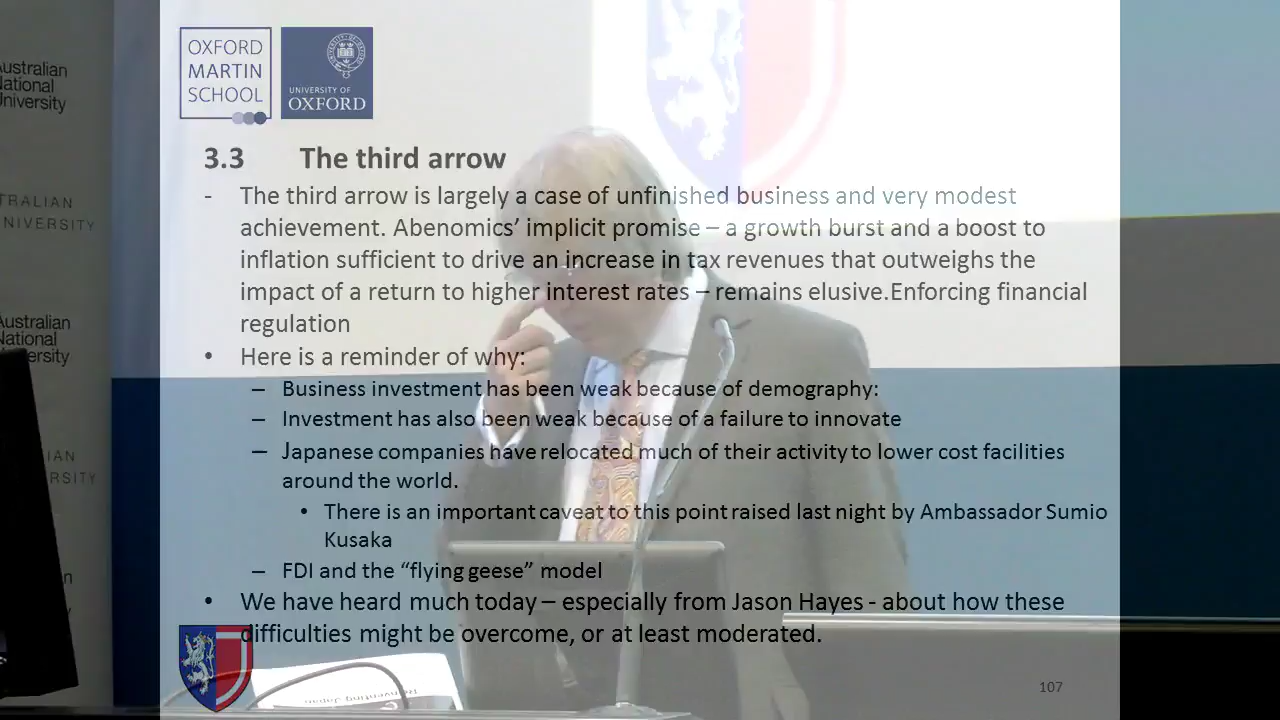 OXFORD
MARTIN
SCHOOL
UNIVERSITY OF
OXFORD
Australian
National
University
TRALIAN
NIVERSITY
3.3 The third arrow
- The third arrow is largely a case of unfinished business and very modest
achievement. Abenomics’ implicit promise – a growth burst and a boost to
inflation sufficient to drive an increase in tax revenues that outweighs the
impact of a return to higher interest rates – remains elusive.Enforcing financial
regulation
• Here is a reminder of why:
– Business investment has been weak because of demography:
– Investment has also been weak because of a failure to innovate
– Japanese companies have relocated much of their activity to lower cost facilities
around the world.
• There is an important caveat to this point raised last night by Ambassador Sumio
Kusaka
– FDI and the “flying geese” model
• We have heard much today – especially from Jason Hayes - about how these
difficulties might be overcome, or at least moderated.
Australian
National
University
IAN
RSITY
Reinventing Japan
107